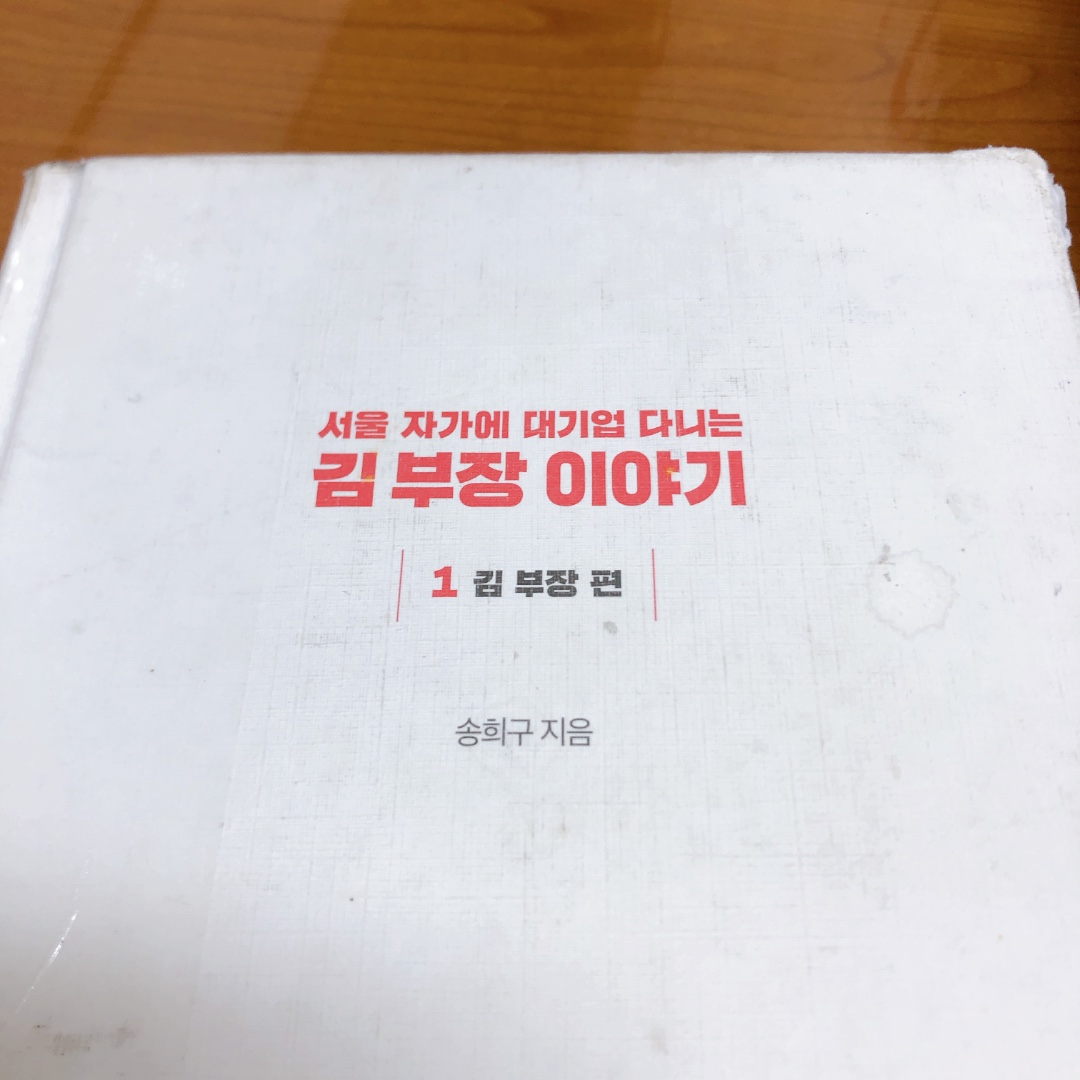 서울 자가에 대기업 다니는
김 부장 이야기
1 김 부장 편
송희구 지음